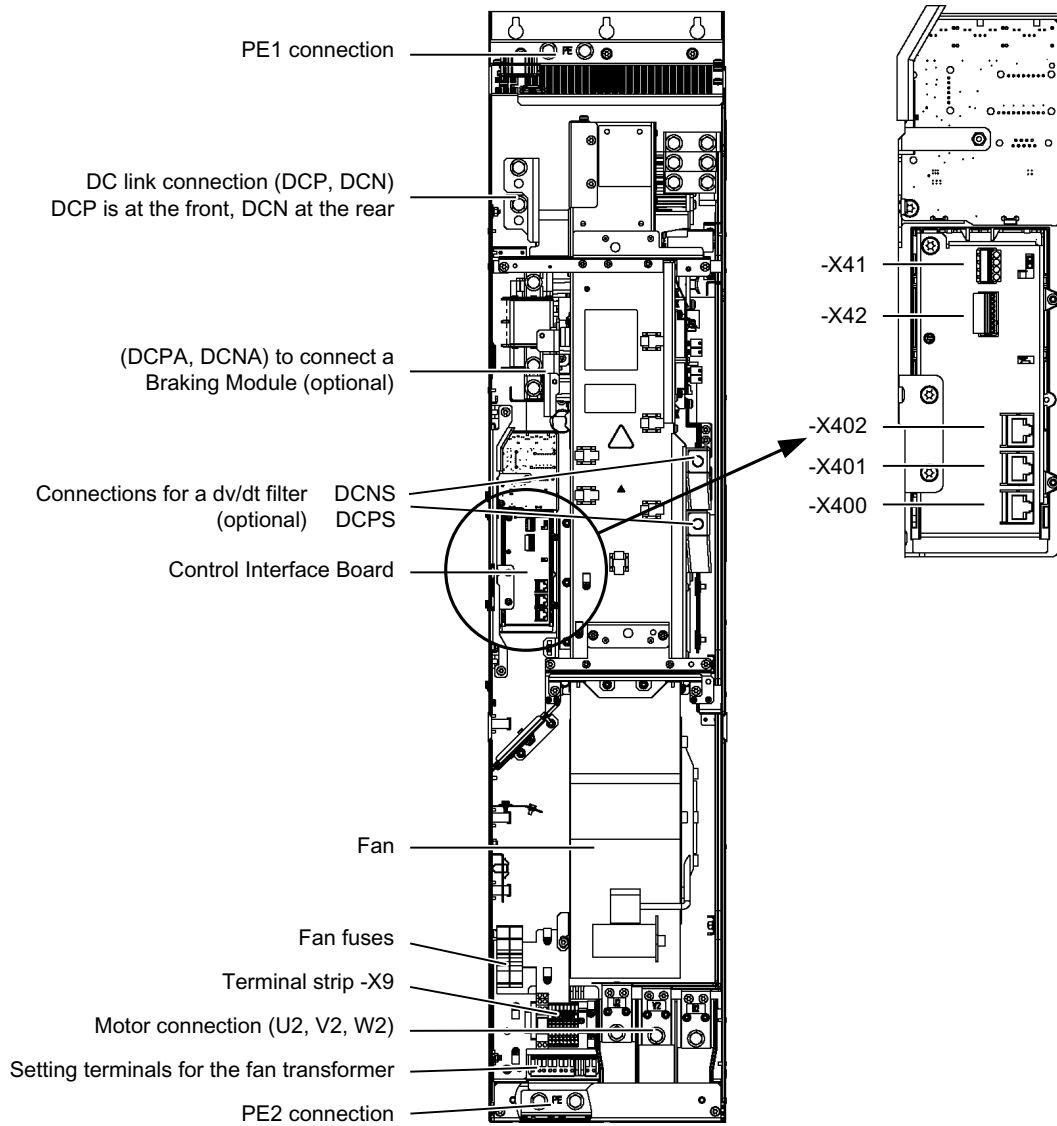 PE1 connection
PE
DC link connection (DCP, DCN)
DCP is at the front, DCN at the rear
-X41
-X42
(DCPA, DCNA) to connect a
Braking Module (optional)
-X402
-X401
-X400
Connections for a dv/dt filter DCNS
(optional) DCPS
Control Interface Board
Fan
Fan fuses
Terminal strip -X9
U2 V2 W2
Motor connection (U2, V2, W2)
Setting terminals for the fan transformer
PE
PE2 connection